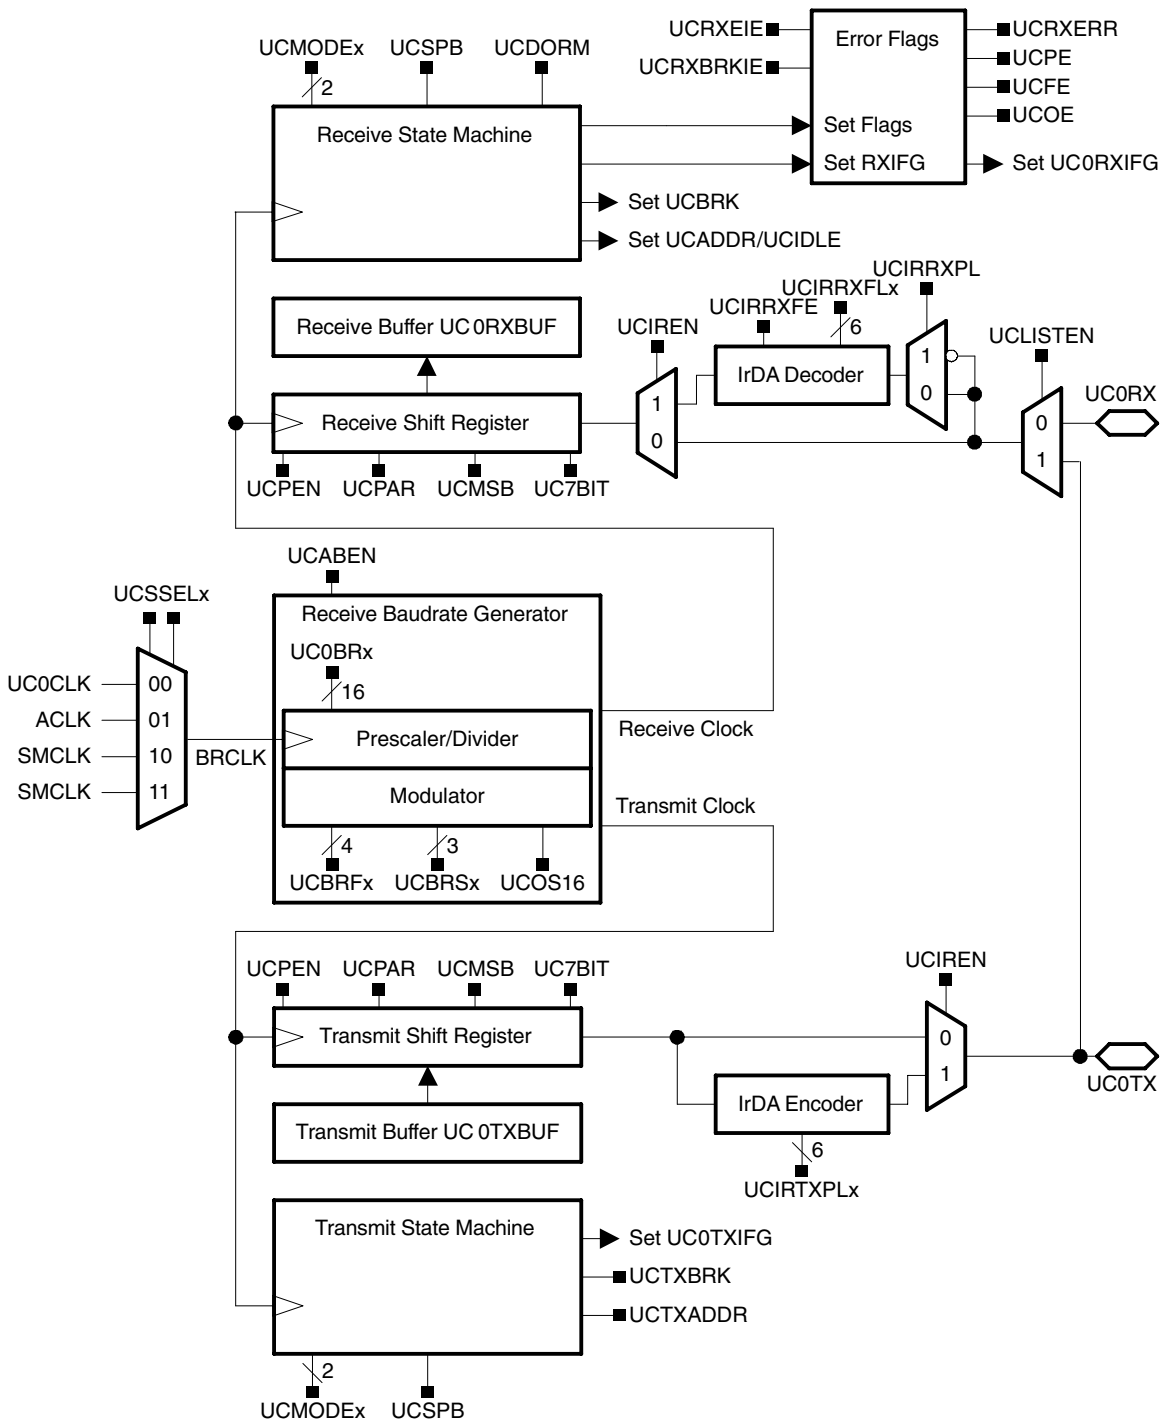 UCMODEx
UCSPB
UCDORM
2
Receive State Machine
UCRXEIE
UCRXBRKIE
Error Flags
Set Flags
Set RXIFG
UCRXERR
UCPE
UCFE
UCOE
Set UC0RXIFG
Set UCBRK
Set UCADDR/UCIDLE
Receive Buffer UC 0RXBUF
Receive Shift Register
UCPEN
UCPAR
UCMSB
UC7BIT
UCIREN
1
0
UCIRRXFE
UCIRRXFLx
6
IrDA Decoder
UCIRRXPL
1
0
UCLISTEN
0
1
UC0RX
UCABEN
Receive Baudrate Generator
UC0BRx
16
Prescaler/Divider
Modulator
4
3
UCBRFx
UCBRSx
UCOS16
UCSSELx
UC0CLK
00
ACLK
01
SMCLK
10
SMCLK
11
BRCLK
Receive Clock
Transmit Clock
UCPEN
UCPAR
UCMSB
UC7BIT
Transmit Shift Register
Transmit Buffer UC 0TXBUF
UCIREN
0
1
IrDA Encoder
6
UCIRTXPLx
UC0TX
Transmit State Machine
Set UC0TXIFG
UCTXBRK
UCTXADDR
2
UCMODEx
UCSPB